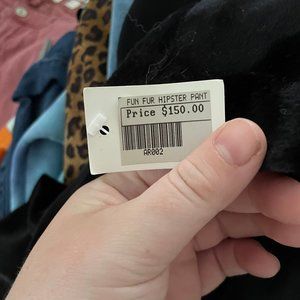 FUN FUR HIPSTER PANT
Price $150.00
AR002